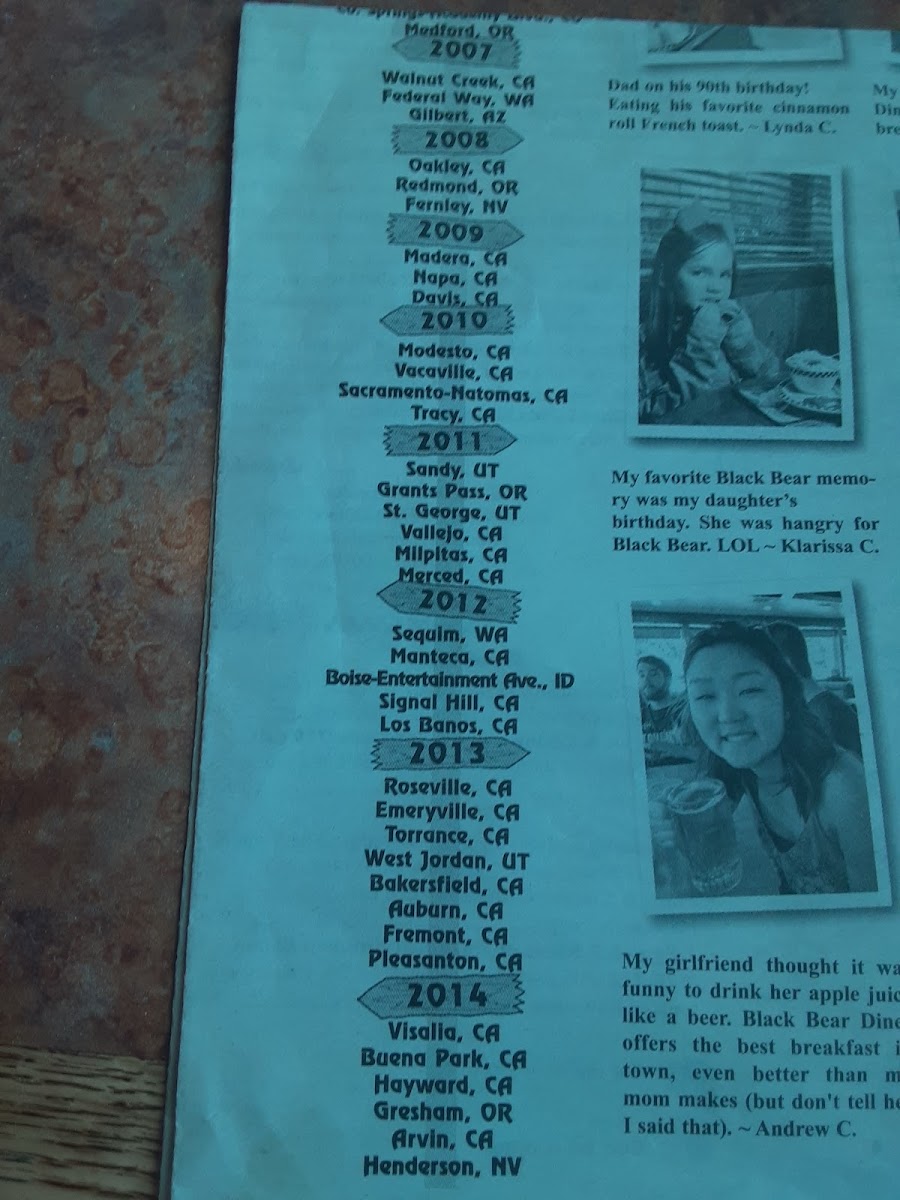 Medford, OR
2007
Walnut Creek, CA
Federal Way, WA
Gilbert, AZ
2008
Oakley, CA
Redmond, OR
Fernley, NV
2009
Madera, CA
Napa, CA
Davis, CA
2010
Modesto, CA
Vacaville, CA
Sacramento-Natomas, CA
Tracy, CA
2011
Sandy, UT
Grants Pass, OR
St. George, UT
Vallejo, CA
Milpitas, CA
Merced, CA
2012
Sequim, WA
Manteca, CA
Boise-Entertainment Ave., ID
Signal Hill, CA
Los Banos, CA
2013
Roseville, CA
Emeryville, CA
Torrance, CA
West Jordan, UT
Bakersfield, CA
Auburn, CA
Fremont, CA
Pleasanton, CA
2014
Visalia, CA
Buena Park, CA
Hayward, CA
Gresham, OR
Arvin, CA
Henderson, NV
Dad on his 90th birthday!
Eating his favorite cinnamon
roll French toast. ~ Lynda C.
My favorite Black Bear memo-
ry was my daughter's
birthday. She was hangry for
Black Bear. LOL ~ Klarissa C.
My girlfriend thought it wa
funny to drink her apple juic
like a beer. Black Bear Dine
offers the best breakfast i
town, even better than m
mom makes (but don't tell he
I said that). ~ Andrew C.
My
Din
bre